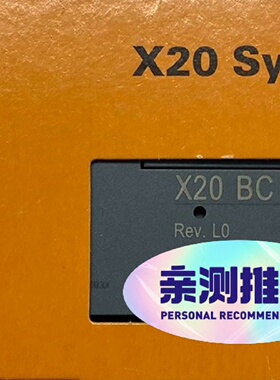 X20 Sy
X20 BC
Rev. L0
亲测推
PERSONAL RECOMMEN